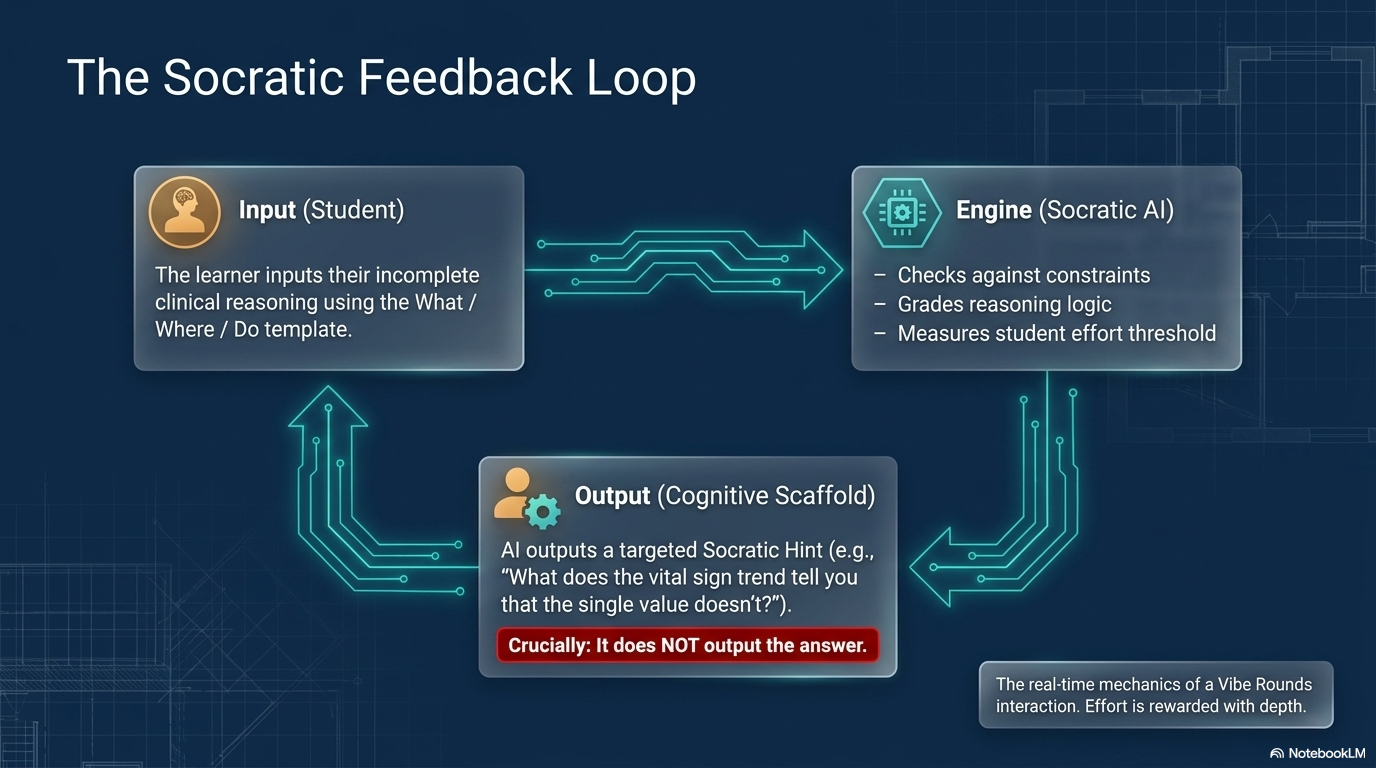 The Socratic Feedback Loop
Input (Student)
The learner inputs their incomplete
clinical reasoning using the What /
Where / Do template.
Engine (Socratic AI)
– Checks against constraints
– Grades reasoning logic
– Measures student effort threshold
Output (Cognitive Scaffold)
AI outputs a targeted Socratic Hint (e.g.,
“What does the vital sign trend tell you
that the single value doesn‘t?”).
Crucially: It does NOT output the answer.
The real-time mechanics of a Vibe Rounds
interaction. Effort is rewarded with depth.
NotebookLM